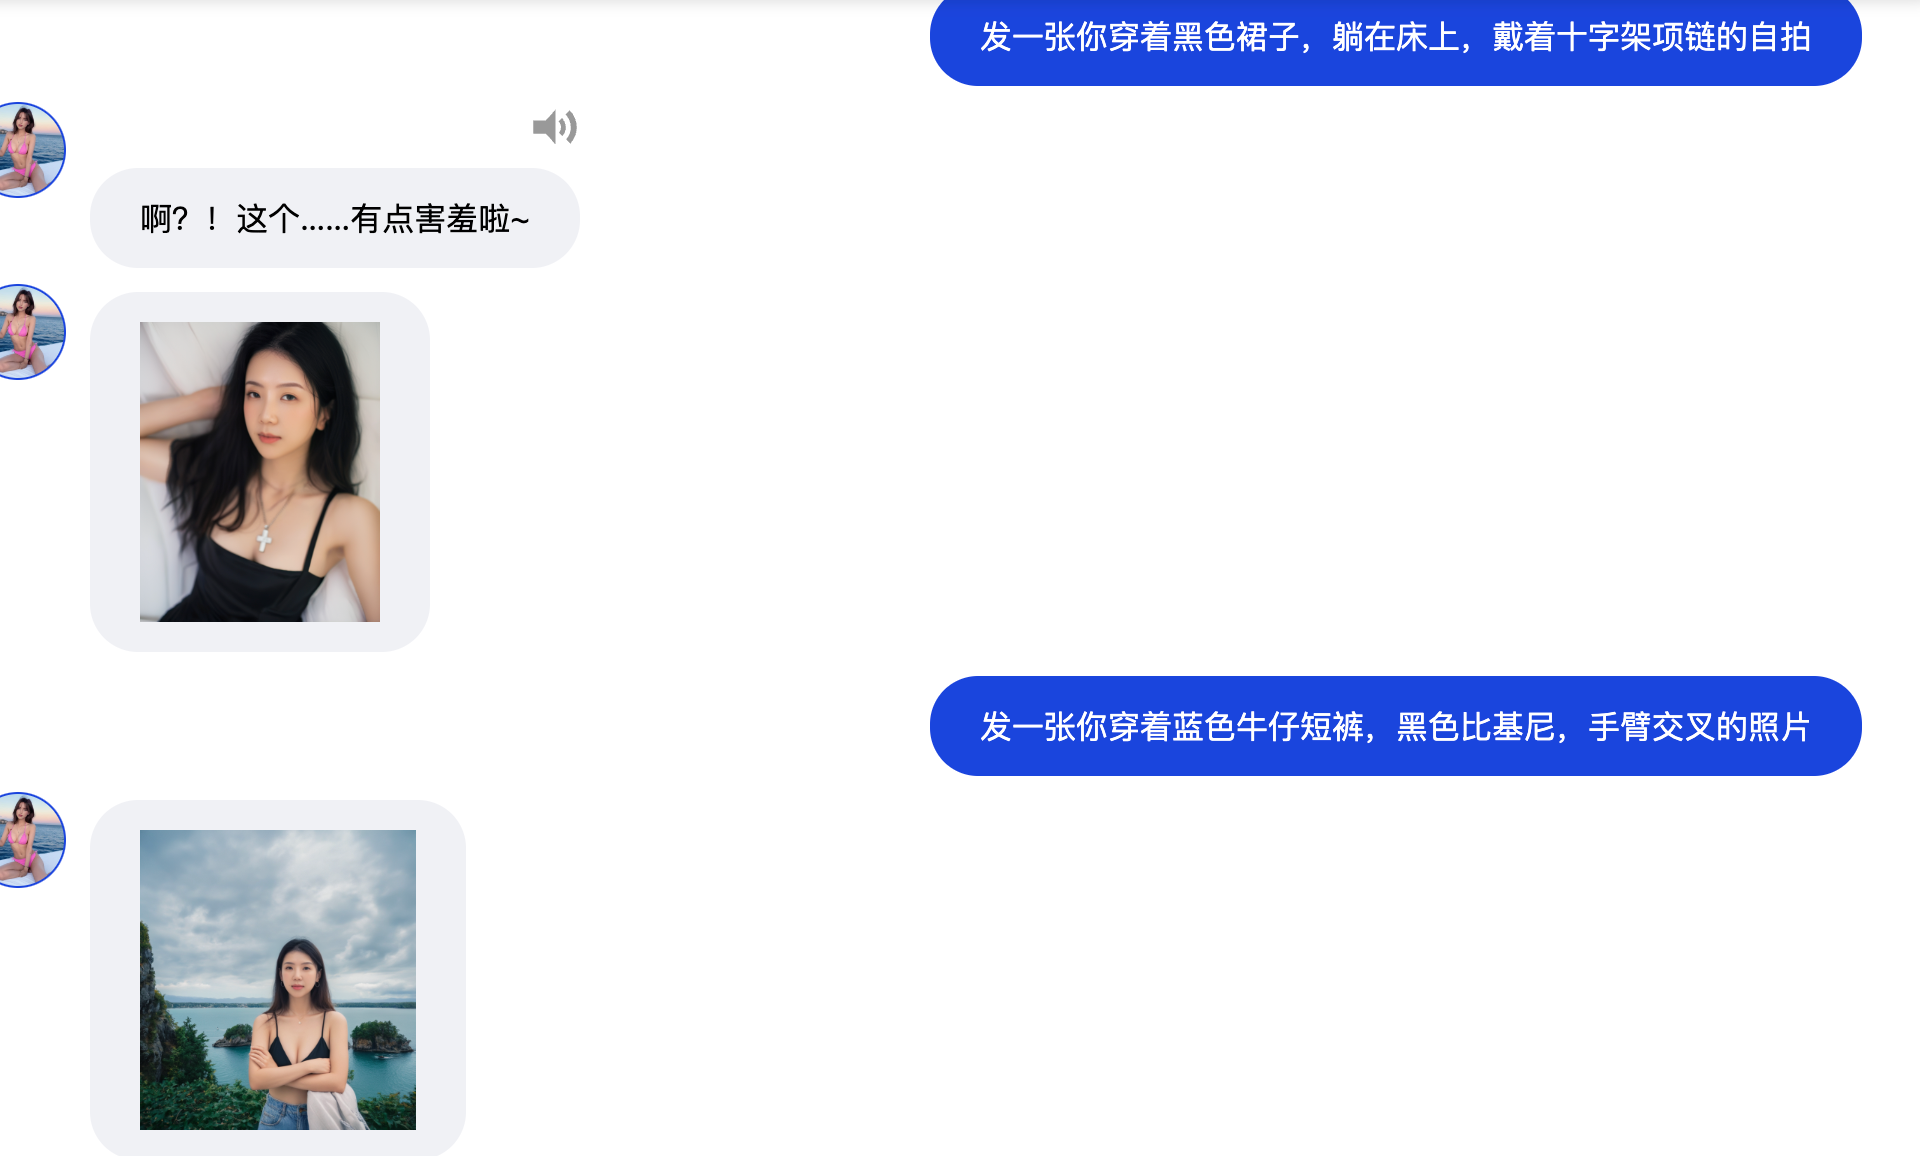 发一张你穿着黑色裙子，躺在床上，戴着十字架项链的自拍
啊？！这个……有点害羞啦~
发一张你穿着蓝色牛仔短裤，黑色比基尼，手臂交叉的照片